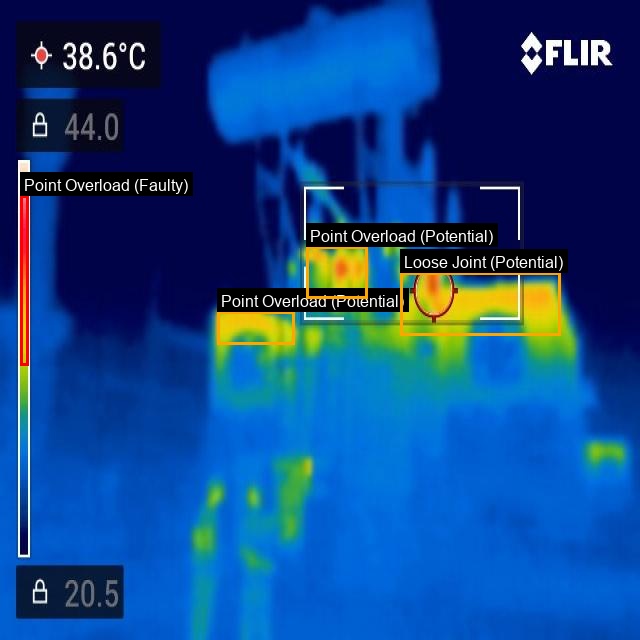 38.6°C
FLIR
44.0
Point Overload (Faulty)
Point Overload (Potential)
Loose Joint (Potential)
Point Overload (Potential)
20.5